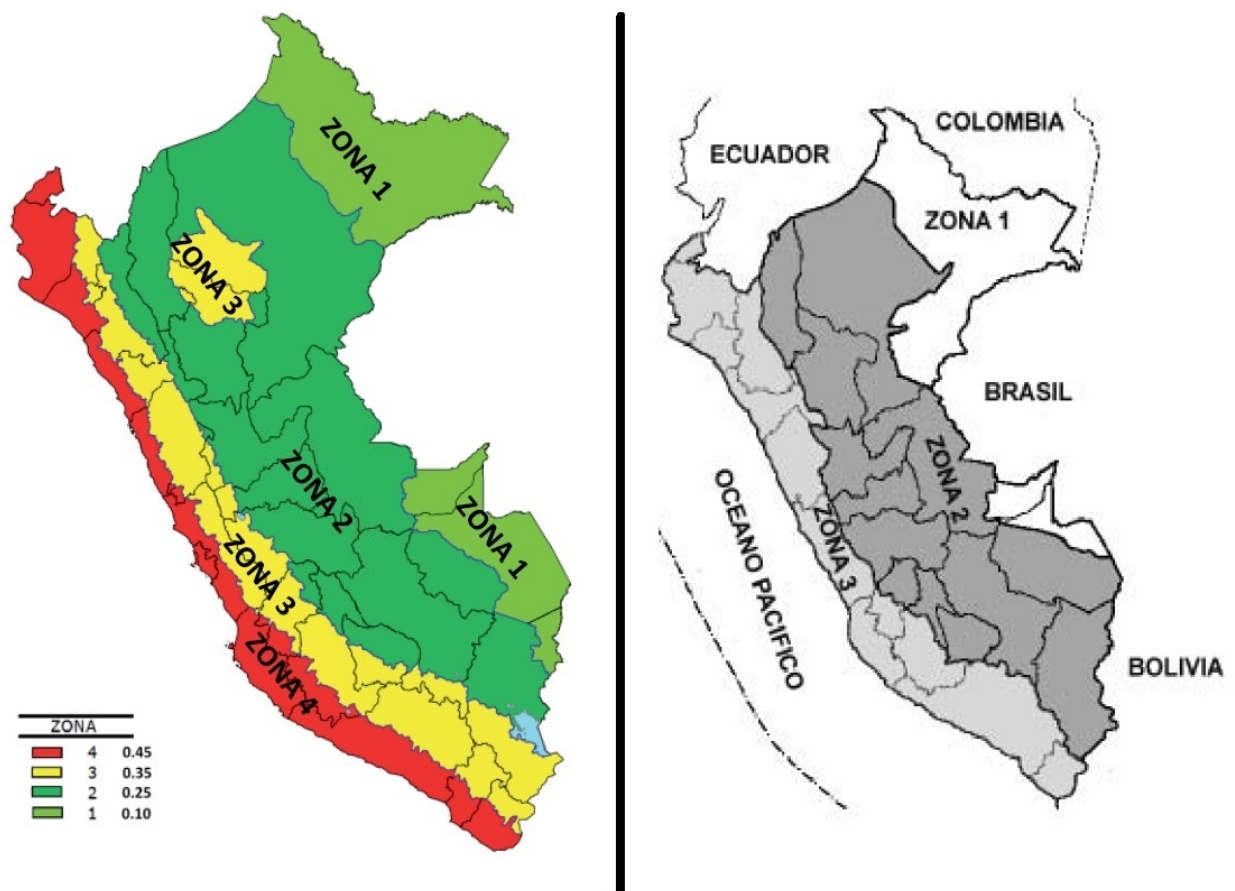 ZONA 1
ZONA 3
ZONA 2
ZONA 1
ZONA 3
ZONA 4
ZONA
4 0.45
3 0.35
2 0.25
1 0.10
COLOMBIA
ECUADOR
ZONA 1
BRASIL
ZONA 2
OCEANO PACIFICO
ZONA 3
BOLIVIA